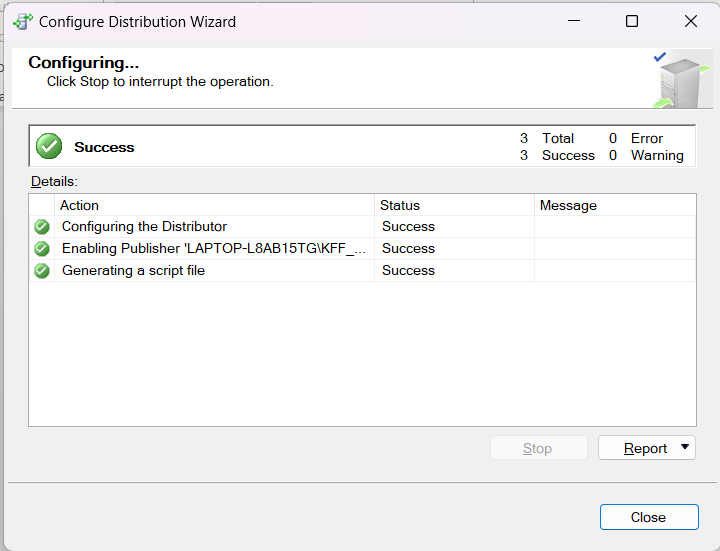 Configure Distribution Wizard
Configuring...
Click Stop to interrupt the operation.
Success
3 Total 0 Error
3 Success 0 Warning
Details:
Action Status Message
Configuring the Distributor Success
Enabling Publisher 'LAPTOP-L8AB15TG\KFF_... Success
Generating a script file Success
Stop Report
Close